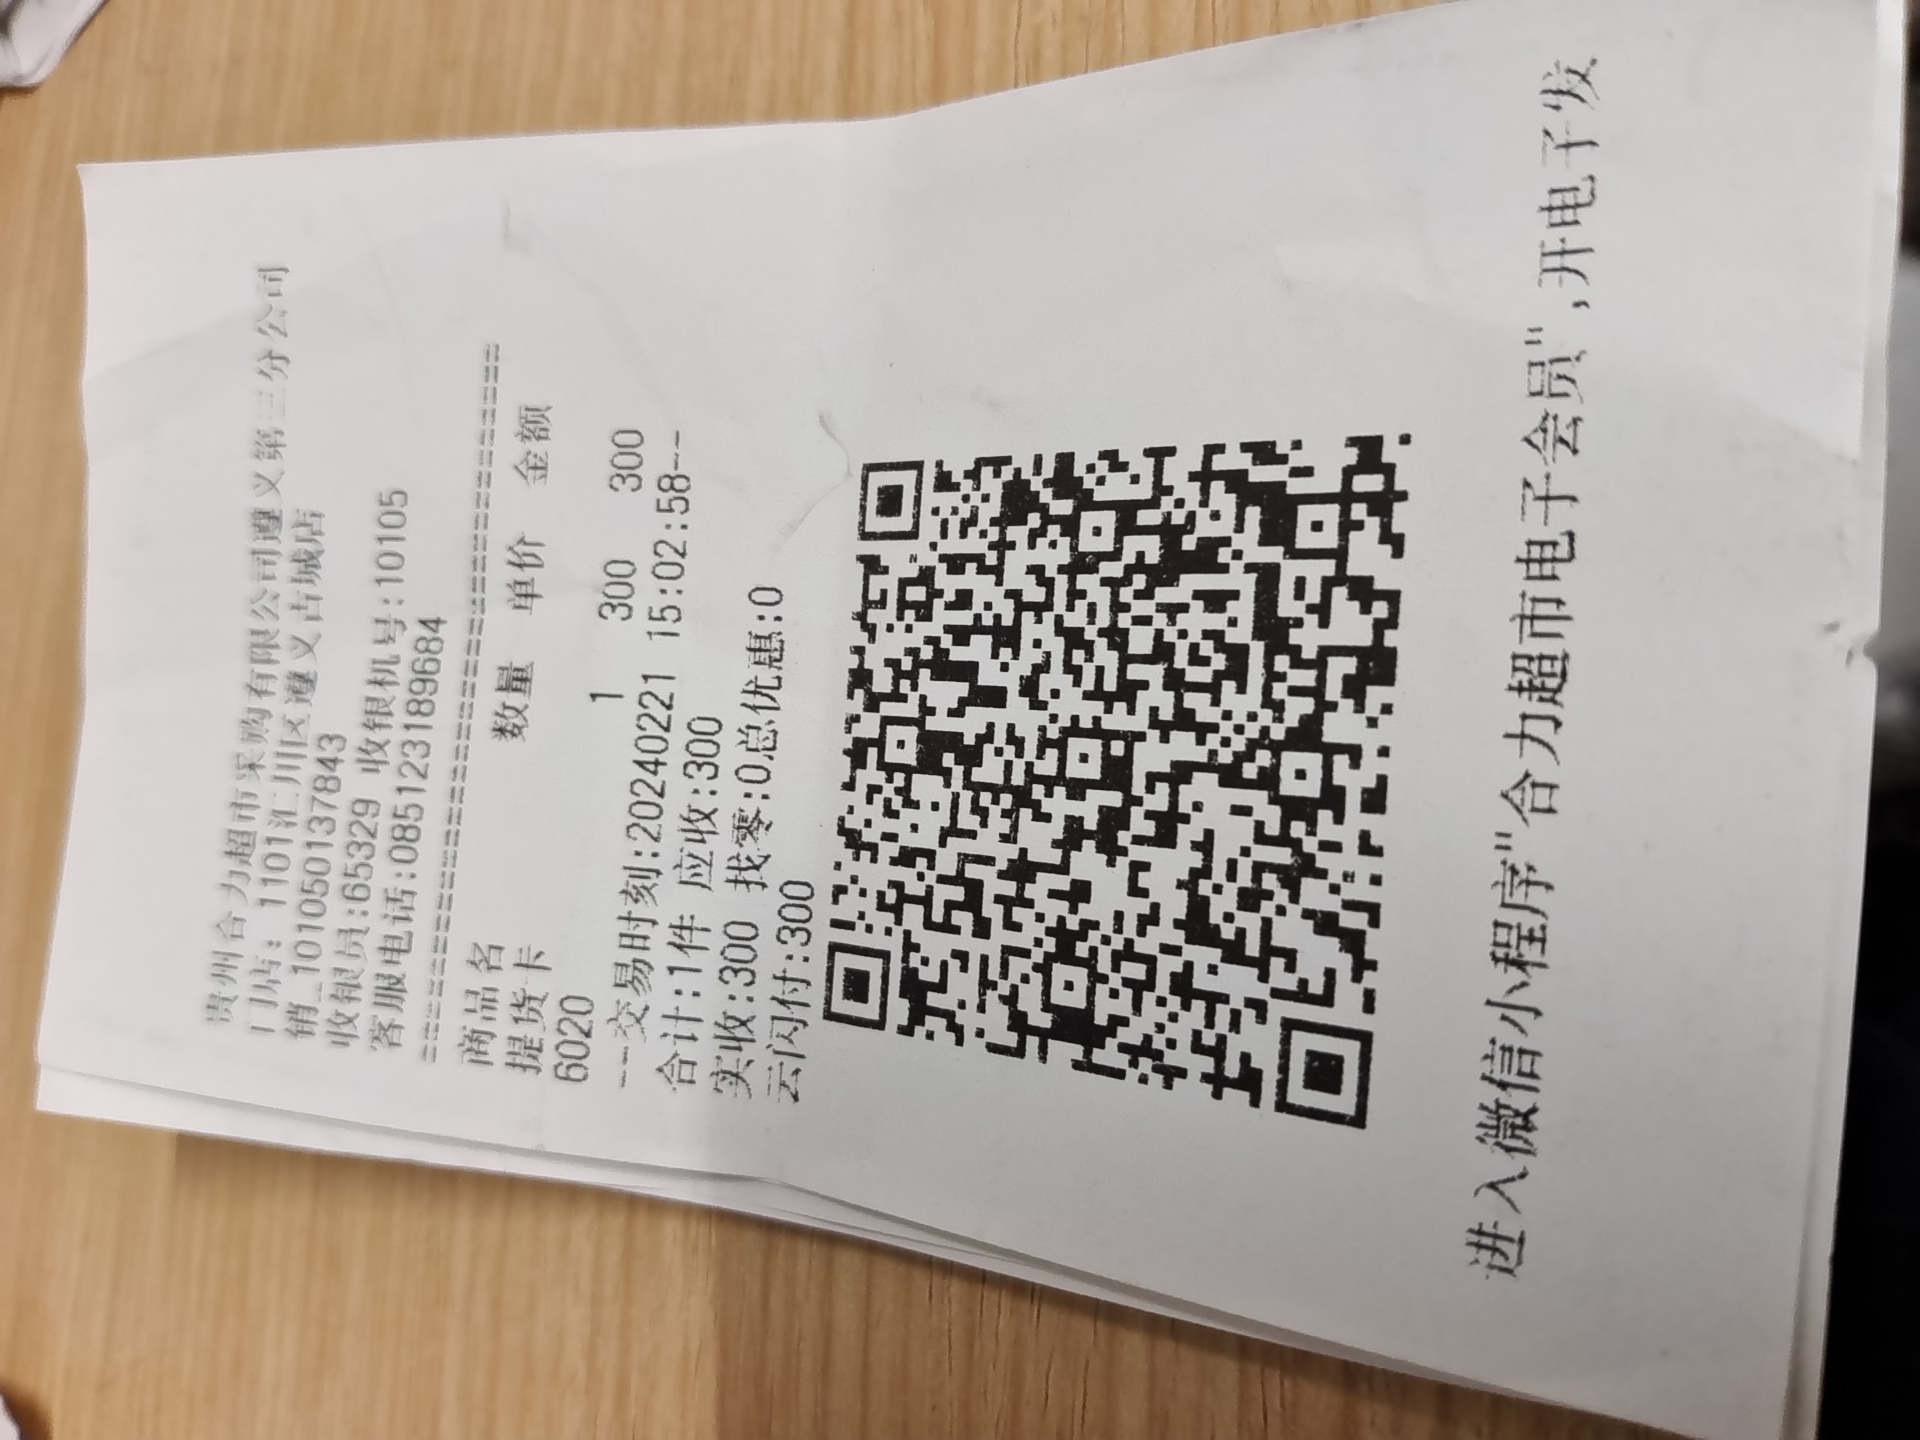 贵州合力超市采购有限公司遵义第三分公司
门店: 1101汇川区遵义古城店
销_1010501378​43
收银员:65329 收银机号:10105
客服电话:085123189684
================================
商品名 数量 单价 金额
提货卡
6020 1 300 300
--交易时刻:20240221 15:02:58--
合计:1件 应收:300
实收:300 找零:0总优惠:0
云闪付:300
进入微信小程序"合力超市电子会员",开电子发